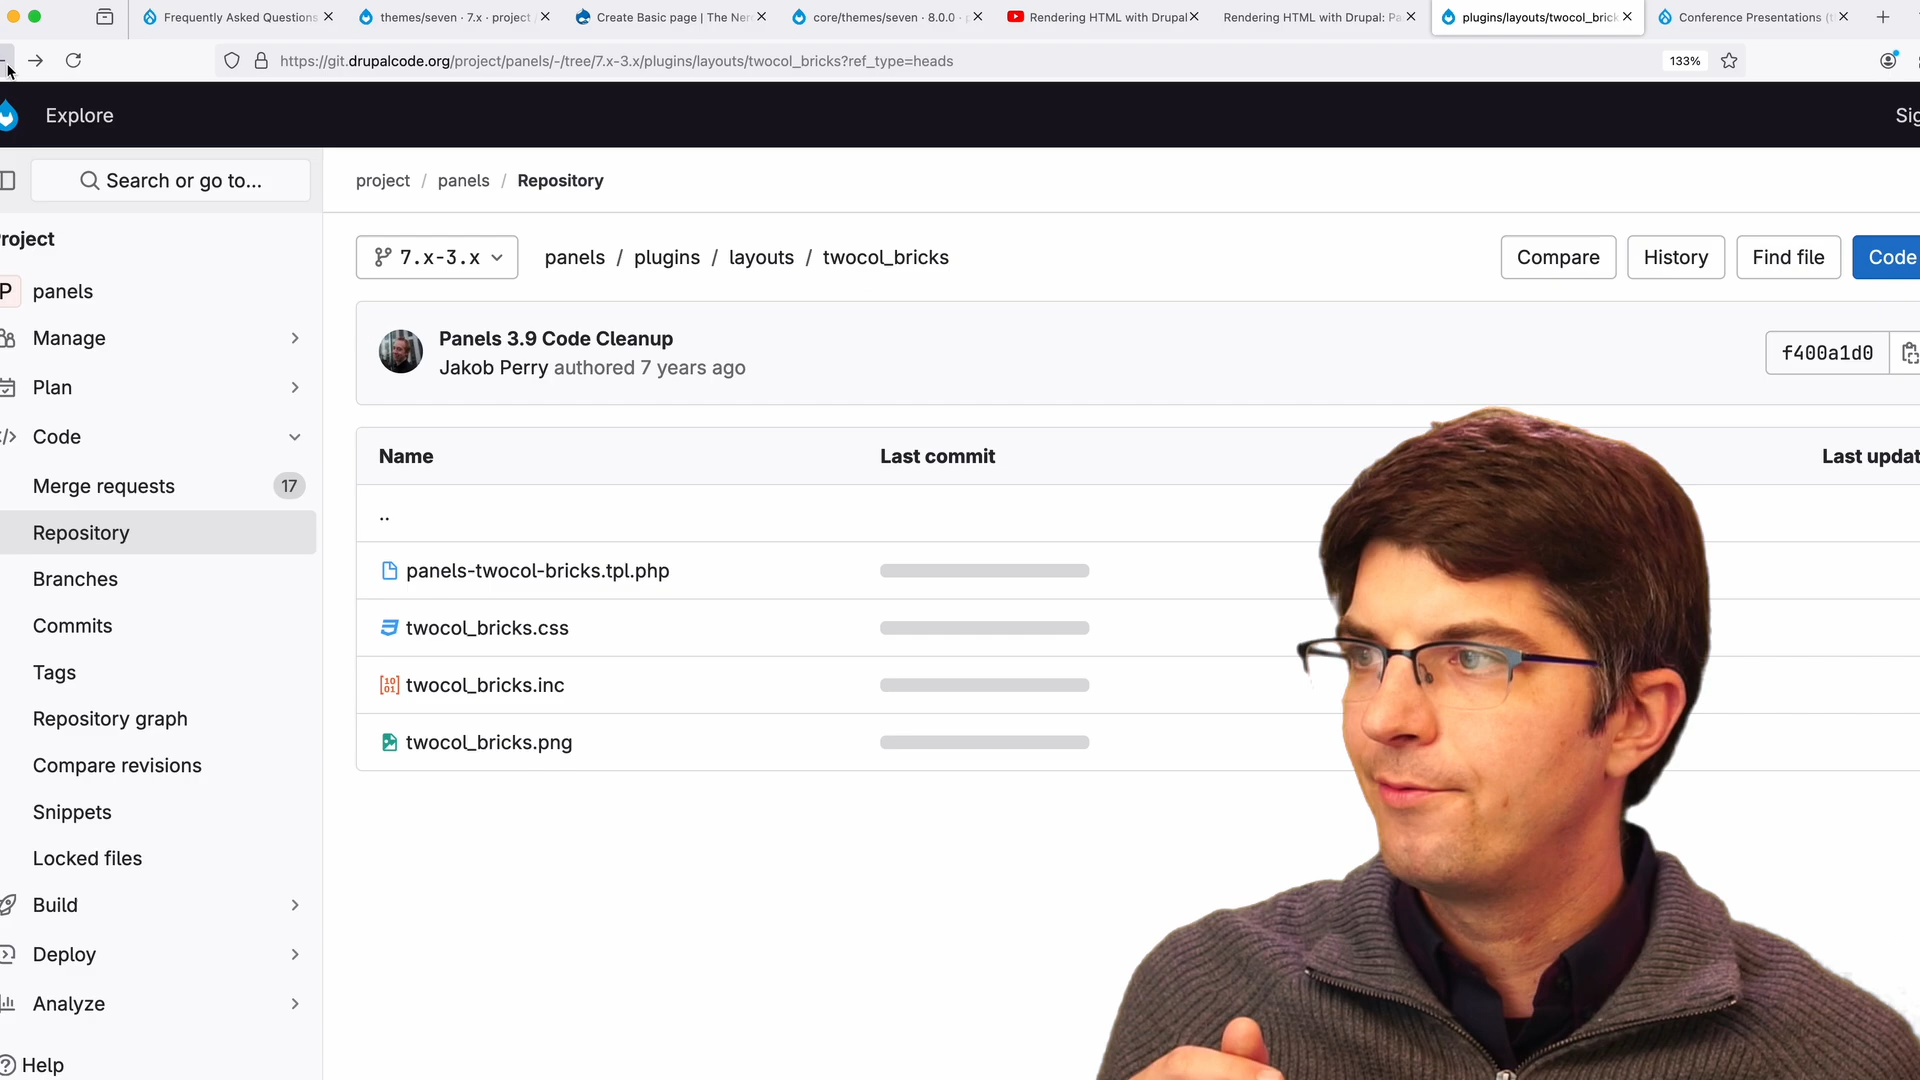 Frequently Asked Questions
themes/seven · 7.x · project
Create Basic page | The Ner
core/themes/seven · 8.0.0 ·
Rendering HTML with Drupal
Rendering HTML with Drupal: Pa
plugins/layouts/twocol_brick
Conference Presentations (t
https://git.drupalcode.org/project/panels/-/tree/7.x-3.x/plugins/layouts/twocol_bricks?ref_type=heads
133%
Explore
Sig
Search or go to...
project / panels / Repository
roject
7.x-3.x
panels / plugins / layouts / twocol_bricks
Compare
History
Find file
Code
P panels
Manage
Panels 3.9 Code Cleanup
Jakob Perry authored 7 years ago
f400a1d0
Plan
Code
Name
Last commit
Last updat
Merge requests 17
..
Repository
panels-twocol-bricks.tpl.php
Branches
twocol_bricks.css
Commits
Tags
twocol_bricks.inc
Repository graph
twocol_bricks.png
Compare revisions
Snippets
Locked files
Build
Deploy
Analyze
Help